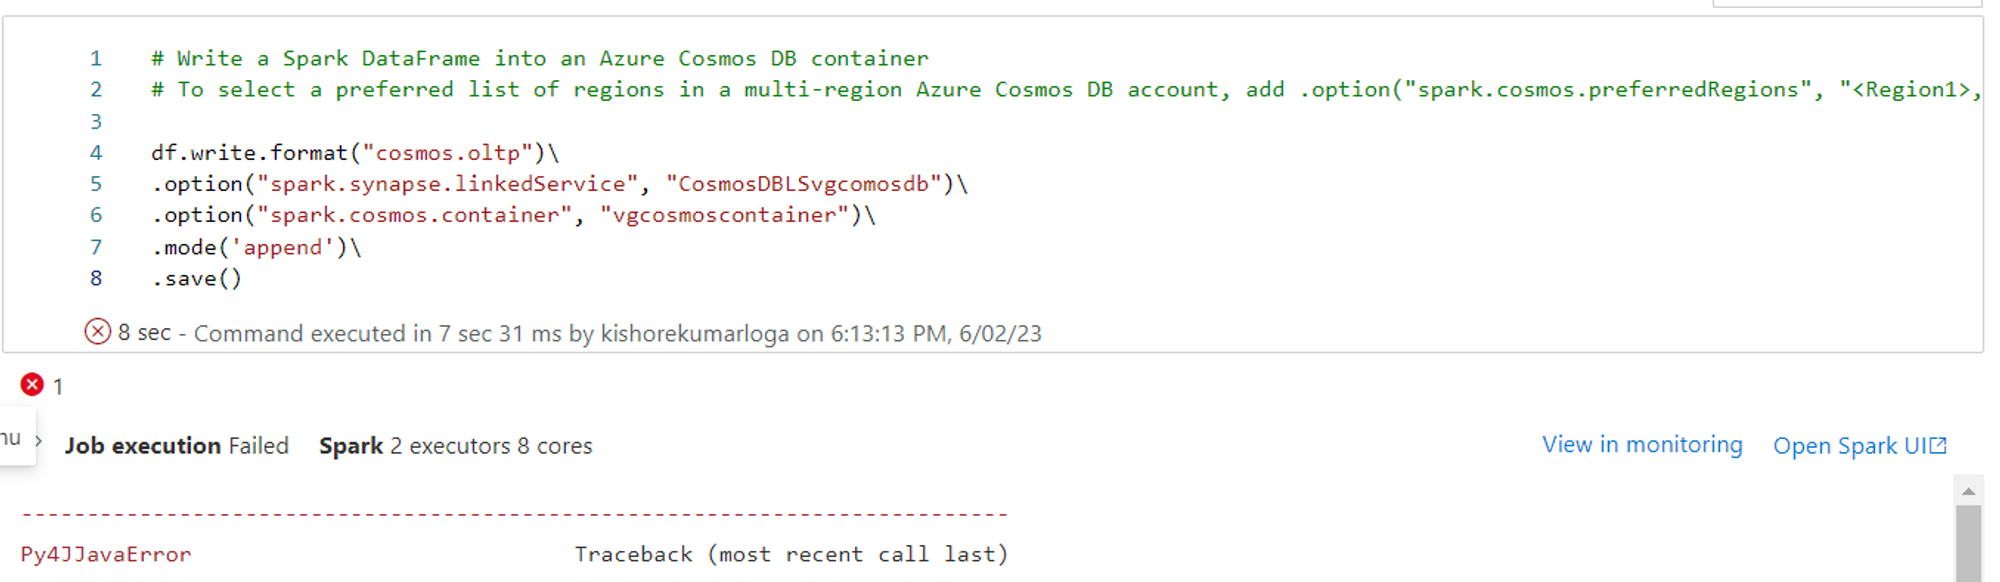 1 # Write a Spark DataFrame into an Azure Cosmos DB container
2 # To select a preferred list of regions in a multi-region Azure Cosmos DB account, add .option("spark.cosmos.preferredRegions", "<Region1>,
3
4 df.write.format("cosmos.oltp")\
5 .option("spark.synapse.linkedService", "CosmosDBLSvgcomosdb")\
6 .option("spark.cosmos.container", "vgcosmoscontainer")\
7 .mode('append')\
8 .save()
8 sec - Command executed in 7 sec 31 ms by kishorekumarloga on 6:13:13 PM, 6/02/23
1
nu
Job execution Failed Spark 2 executors 8 cores View in monitoring Open Spark UI
---------------------------------------------------------------------------
Py4JJavaError Traceback (most recent call last)